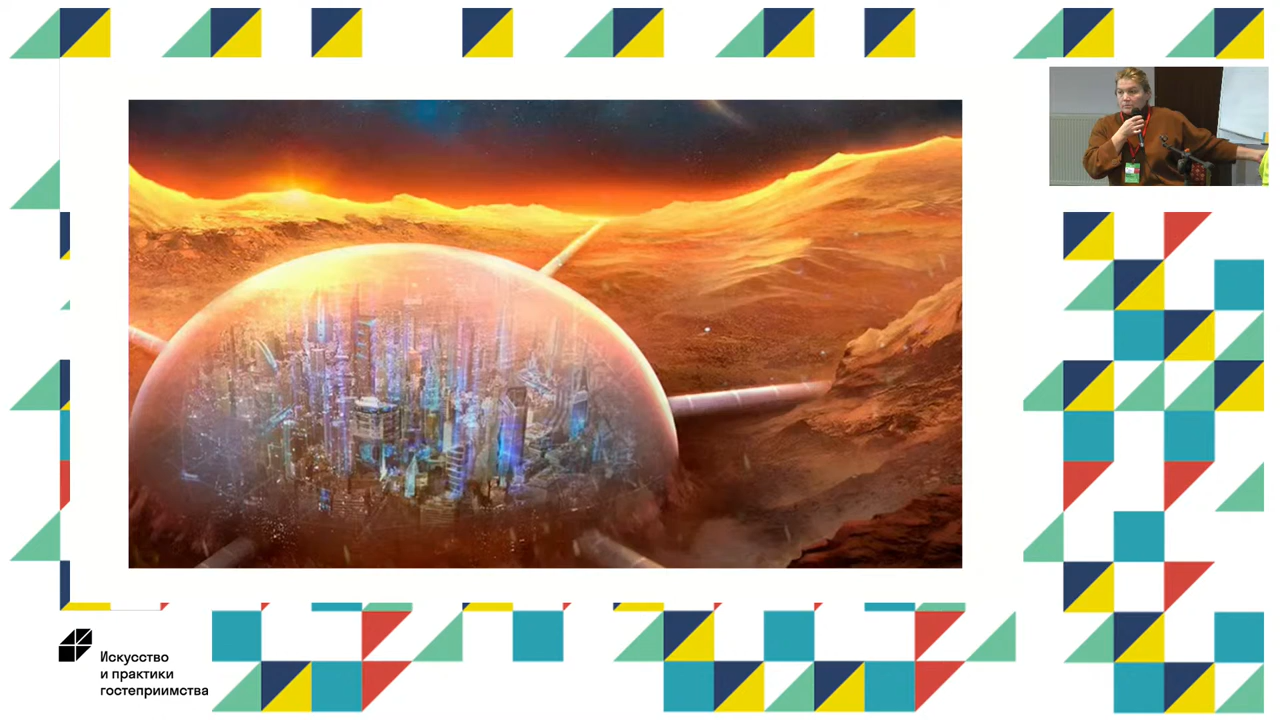 Искусство
и практики
гостеприимства